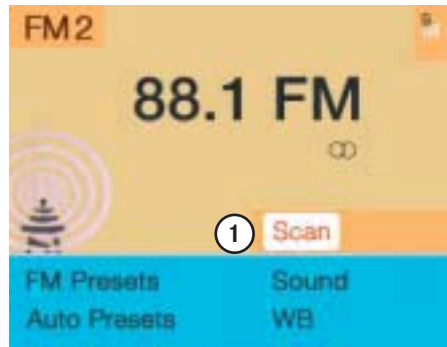 FM2
S
88.1 FM
1 Scan
FM Presets Sound
Auto Presets WB